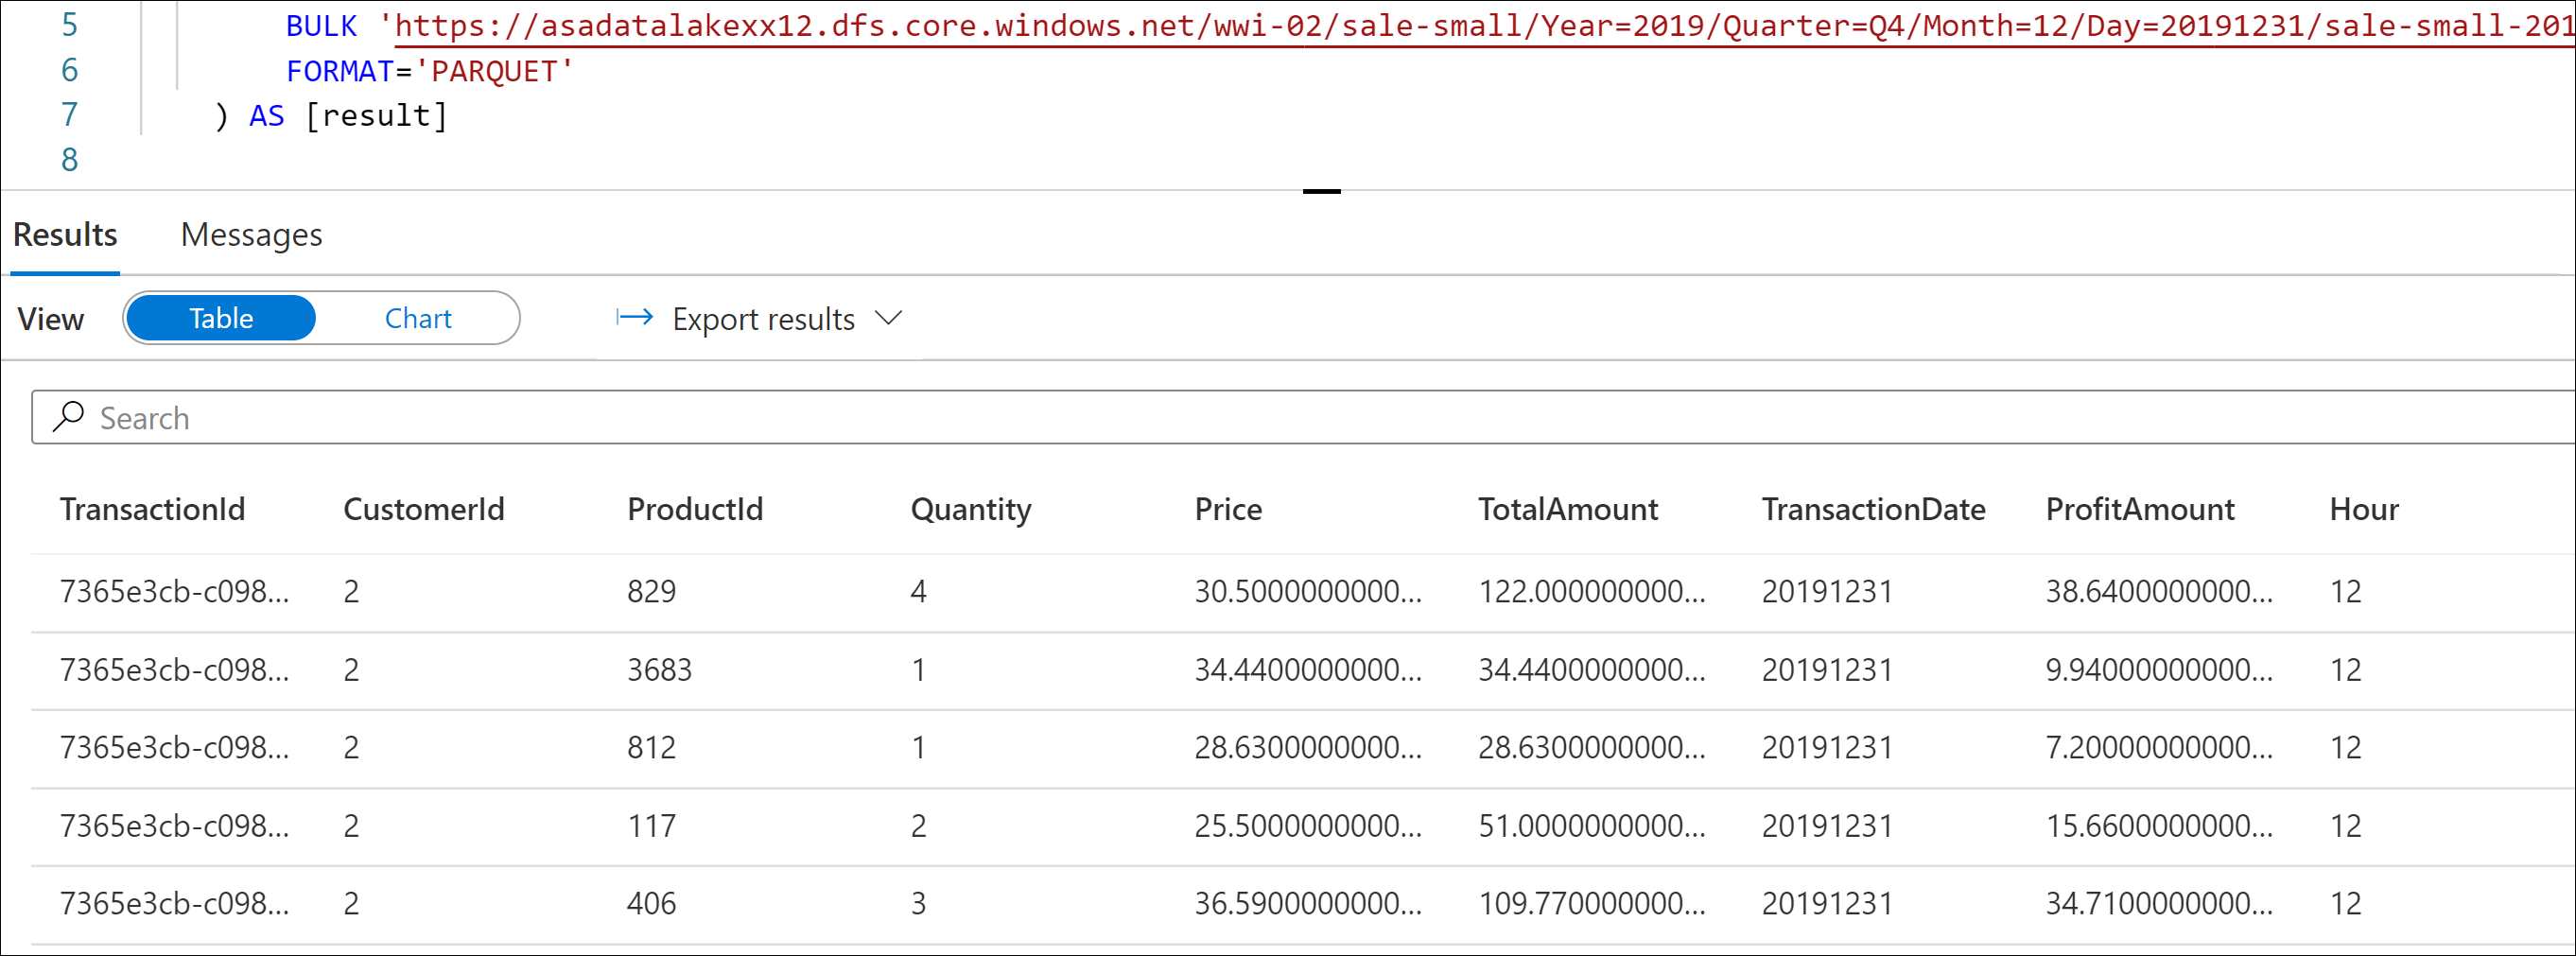 5 BULK 'https://asadatalakexx12.dfs.core.windows.net/wwi-02/sale-small/Year=2019/Quarter=Q4/Month=12/Day=20191231/sale-small-201
6 FORMAT='PARQUET'
7 ) AS [result]
8
Results Messages
View Table Chart Export results
Search
TransactionId CustomerId ProductId Quantity Price TotalAmount TransactionDate ProfitAmount Hour
7365e3cb-c098... 2 829 4 30.5000000000... 122.000000000... 20191231 38.6400000000... 12
7365e3cb-c098... 2 3683 1 34.4400000000... 34.4400000000... 20191231 9.94000000000... 12
7365e3cb-c098... 2 812 1 28.6300000000... 28.6300000000... 20191231 7.20000000000... 12
7365e3cb-c098... 2 117 2 25.5000000000... 51.0000000000... 20191231 15.6600000000... 12
7365e3cb-c098... 2 406 3 36.5900000000... 109.770000000... 20191231 34.7100000000... 12